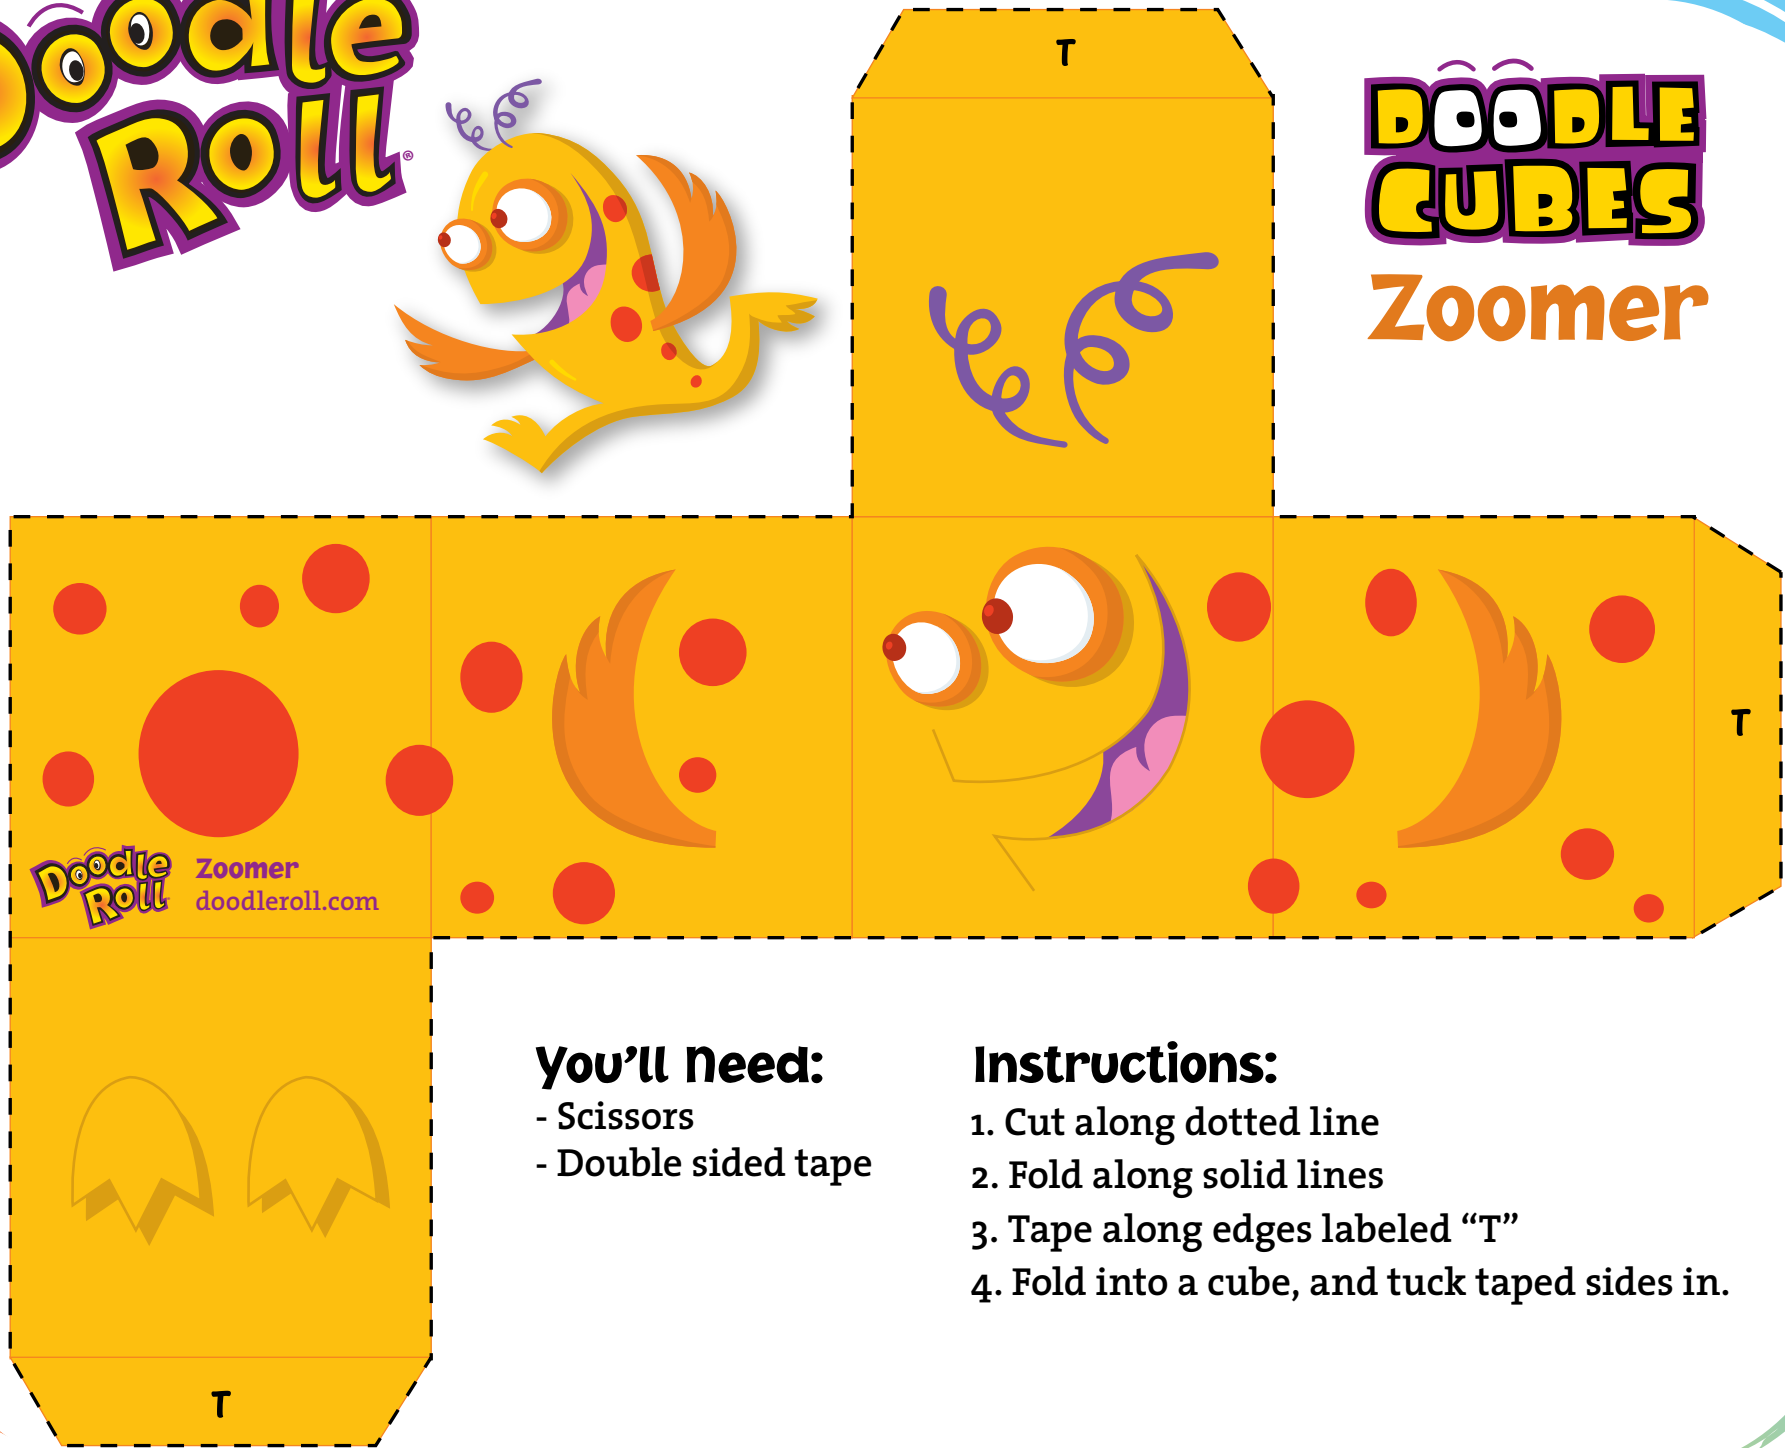 Doodle
Roll®
T
DOODLE
CUBES
Zoomer
T
Doodle
Roll
Zoomer
doodleroll.com
You'll Need:
- Scissors
- Double sided tape
Instructions:
1. Cut along dotted line
2. Fold along solid lines
3. Tape along edges labeled “T”
4. Fold into a cube, and tuck taped sides in.
T